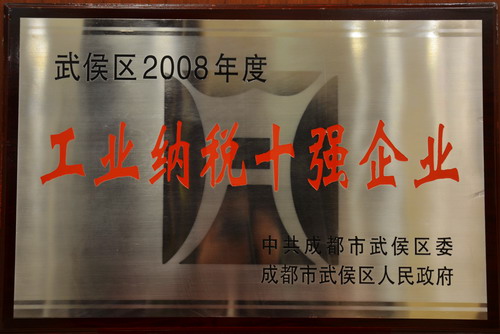 武侯区2008年度
工业纳税十强企业
中共成都市武侯区委
成都市武侯区人民政府